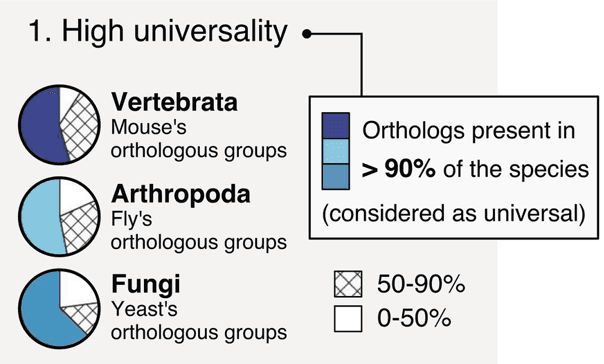 1. High universality
Vertebrata
Mouse's
orthologous groups
Arthropoda
Fly's
orthologous groups
Fungi
Yeast's
orthologous groups
Orthologs present in
> 90% of the species
(considered as universal)
50-90%
0-50%